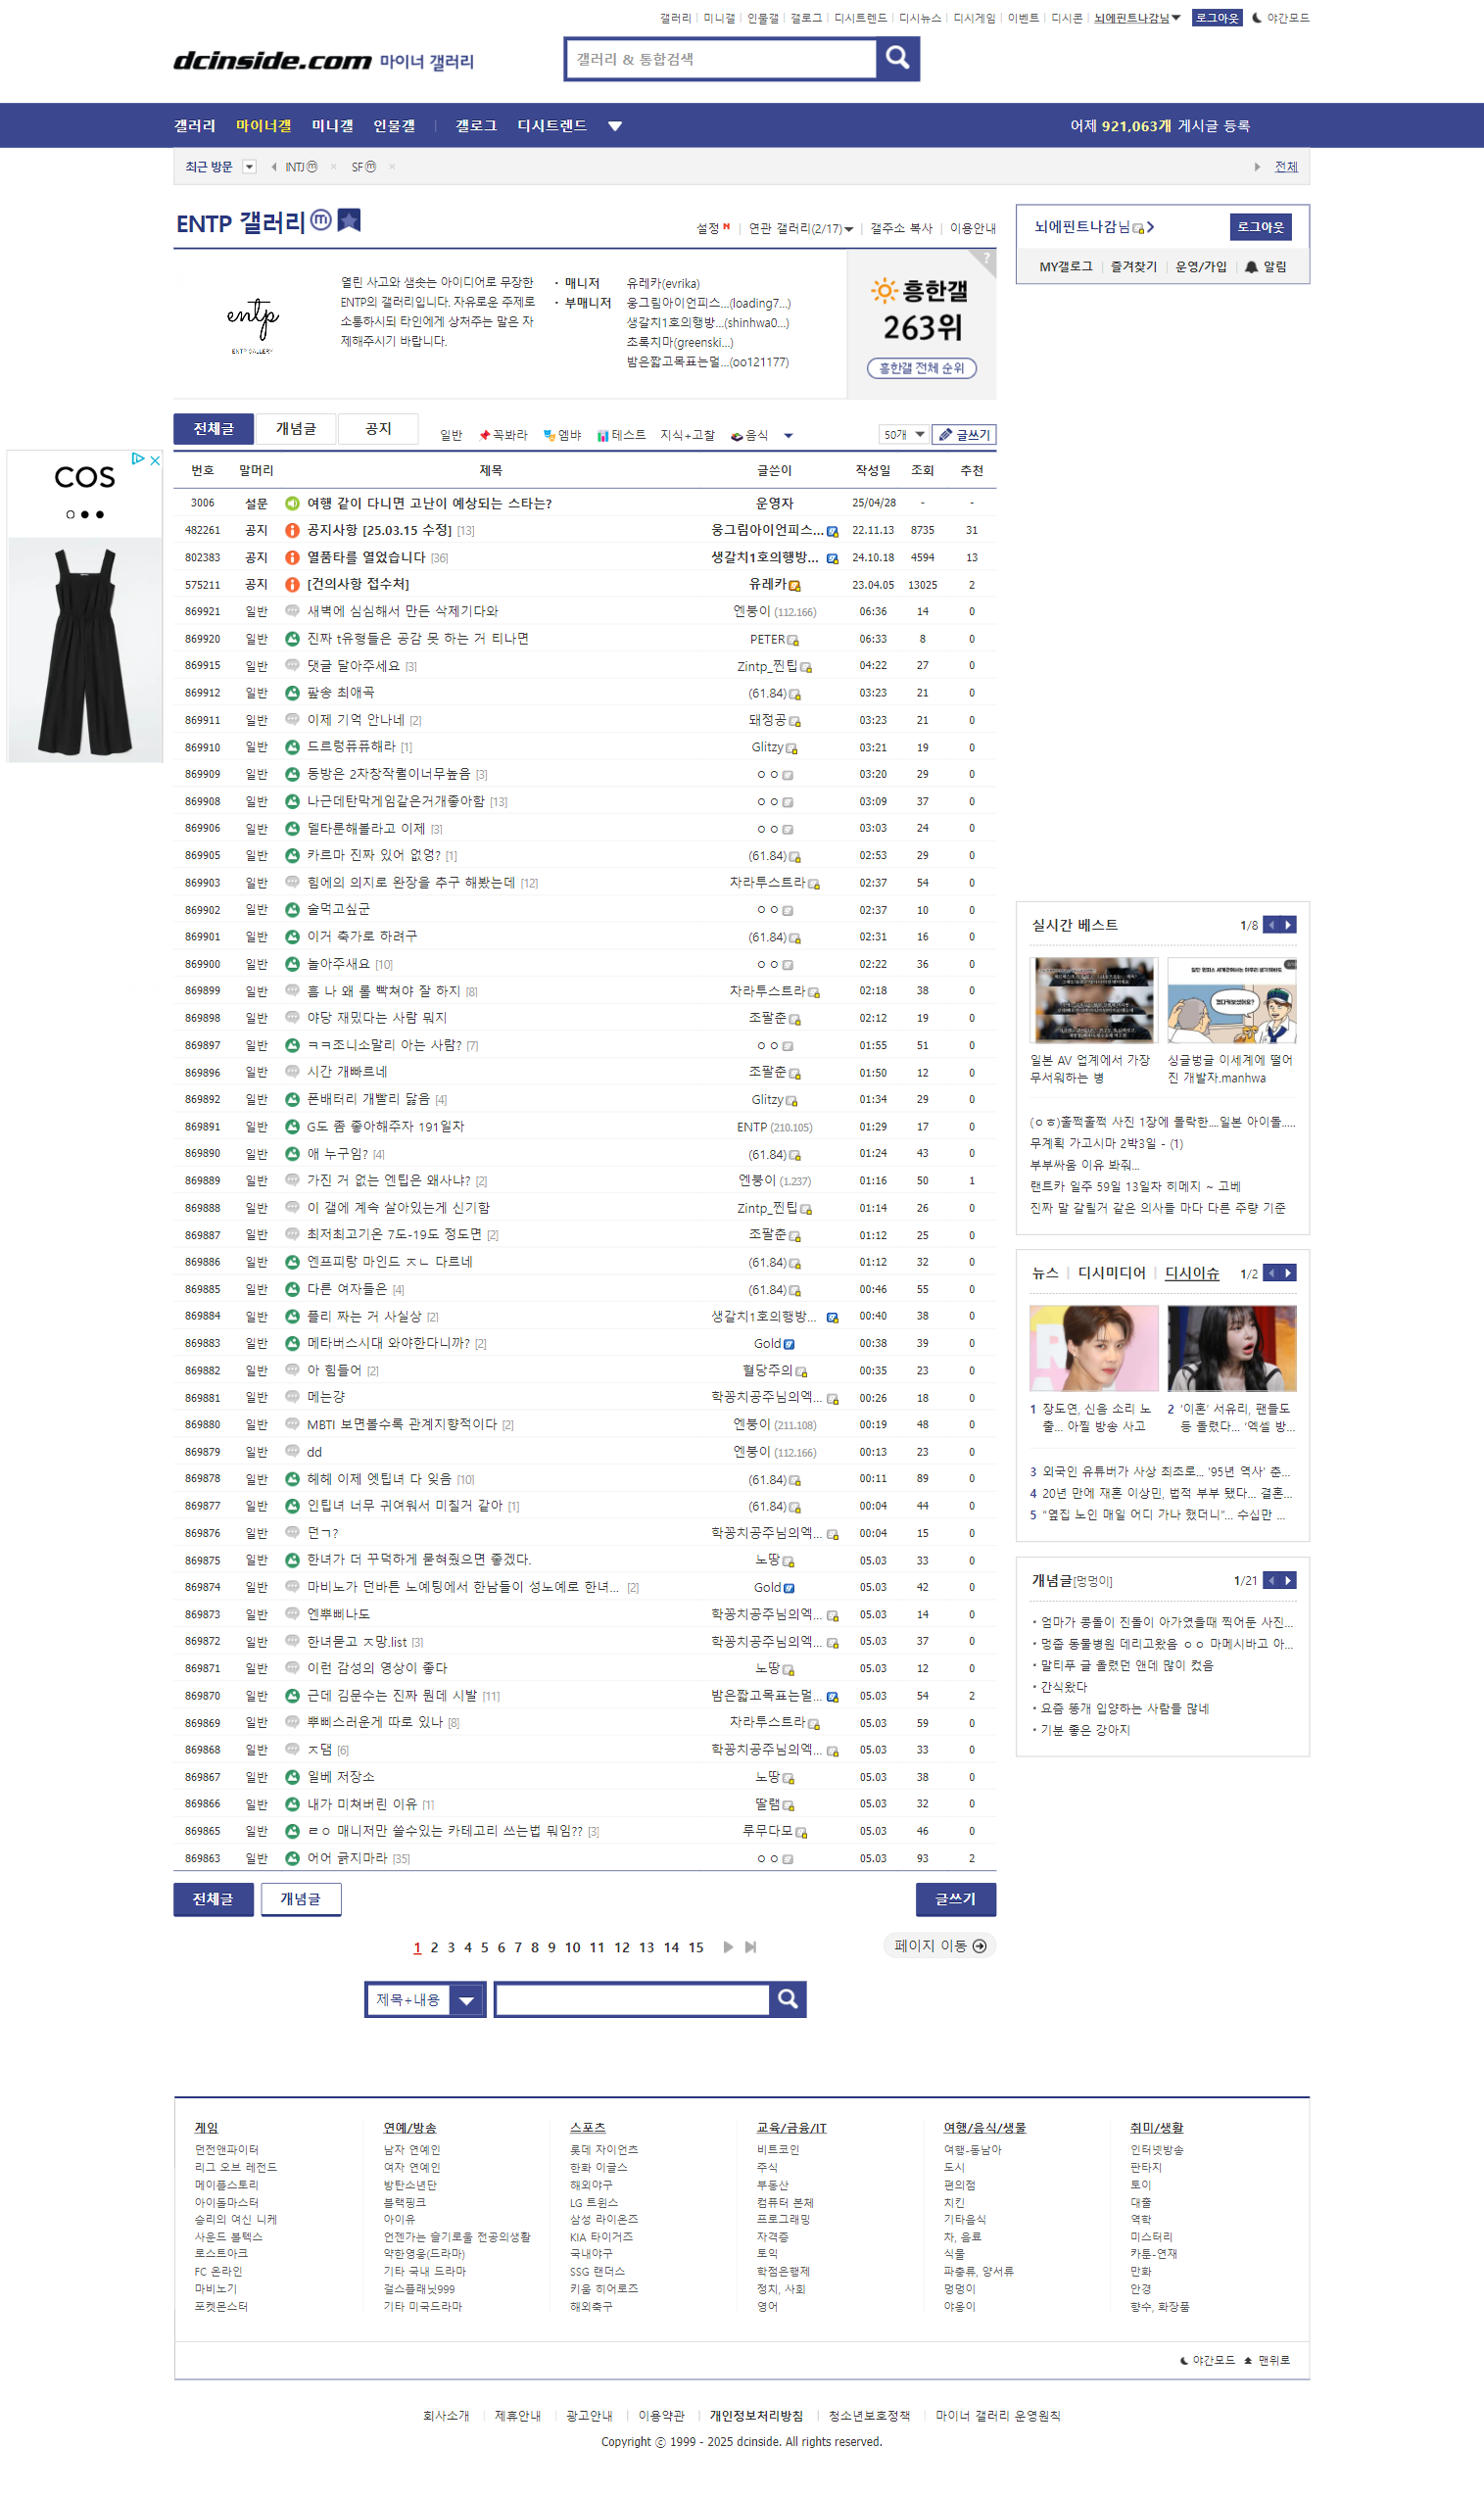 갤러리 | 미니갤 | 인물갤 | 갤로그 | 디시트렌드 | 디시뉴스 | 디시게임 | 이벤트 | 디시콘 | 뇌에핀트나감님 로그아웃 야간모드
dcinside.com 마이너 갤러리
갤러리 & 통합검색
갤러리 마이너갤 미니갤 인물갤 | 갤로그 디시트렌드
어제 921,063개 게시글 등록
최근 방문 INTJⓜ × SFⓜ ×
전체
ENTP 갤러리ⓜ
설정 N | 연관 갤러리(2/17) | 갤주소 복사 | 이용안내
열린 사고와 샘솟는 아이디어로 무장한
ENTP의 갤러리입니다. 자유로운 주제로
소통하시되 타인에게 상처주는 말은 자
제해주시기 바랍니다.
entp
ENTP GALLERY
· 매니저 유레카(evrika)
· 부매니저 웅그림아이언피스...(loading7...)
생갈치1호의행방...(shinhwa0...)
초록치마(greenski...)
밤은짧고목표는멀...(oo121177)
?
흥한갤
263위
흥한갤 전체 순위
뇌에핀트나감님
로그아웃
MY갤로그 | 즐겨찾기 | 운영/가입 | 알림
전체글 개념글 공지
일반 꼭봐라 엠뱌 테스트 지식+고찰 음식
50개 글쓰기
COS
번호 말머리 제목 글쓴이 작성일 조회 추천
3006 설문 여행 같이 다니면 고난이 예상되는 스타는? 운영자 25/04/28 - -
482261 공지 공지사항 [25.03.15 수정] [13] 웅그림아이언피스... 22.11.13 8735 31
802383 공지 열품타를 열었습니다 [36] 생갈치1호의행방... 24.10.18 4594 13
575211 공지 [건의사항 접수처] 유레카 23.04.05 13025 2
869921 일반 새벽에 심심해서 만든 삭제기다와 엔붕이 (112.166) 06:36 14 0
869920 일반 진짜 t유형들은 공감 못 하는 거 티나면 PETER 06:33 8 0
869915 일반 댓글 달아주세요 [3] Zintp_찐팁 04:22 27 0
869912 일반 팦송 최애곡 (61.84) 03:23 21 0
869911 일반 이제 기억 안나네 [2] 돼정공 03:23 21 0
869910 일반 드르렁퓨퓨해라 [1] Glitzy 03:21 19 0
869909 일반 동방은 2차창작퀄이너무높음 [3] ㅇㅇ 03:20 29 0
869908 일반 나근데탄막게임같은거개좋아함 [13] ㅇㅇ 03:09 37 0
869906 일반 델타룬해볼라고 이제 [3] ㅇㅇ 03:03 24 0
869905 일반 카르마 진짜 있어 없엉? [1] (61.84) 02:53 29 0
869903 일반 힘에의 의지로 완장을 추구 해봤는데 [12] 차라투스트라 02:37 54 0
869902 일반 술먹고싶군 ㅇㅇ 02:37 10 0
869901 일반 이거 축가로 하려구 (61.84) 02:31 16 0
869900 일반 놀아주새요 [10] ㅇㅇ 02:22 36 0
869899 일반 흠 나 왜 롤 빡쳐야 잘 하지 [8] 차라투스트라 02:18 38 0
869898 일반 야당 재밌다는 사람 뭐지 조팔춘 02:12 19 0
869897 일반 ㅋㅋ조니소말리 아는 사람? [7] ㅇㅇ 01:55 51 0
869896 일반 시간 개빠르네 조팔춘 01:50 12 0
869892 일반 폰배터리 개빨리 닳음 [4] Glitzy 01:34 29 0
869891 일반 G도 좀 좋아해주자 191일차 ENTP (210.105) 01:29 17 0
869890 일반 얘 누구임? [4] (61.84) 01:24 43 0
869889 일반 가진 거 없는 엔팁은 왜사냐? [2] 엔붕이 (1.237) 01:16 50 1
869888 일반 이 갤에 계속 살아있는게 신기함 Zintp_찐팁 01:14 26 0
869887 일반 최저최고기온 7도-19도 정도면 [2] 조팔춘 01:12 25 0
869886 일반 엔프피랑 마인드 ㅈㄴ 다르네 (61.84) 01:12 32 0
869885 일반 다른 여자들은 [4] (61.84) 00:46 55 0
869884 일반 플리 짜는 거 사실상 [2] 생갈치1호의행방... 00:40 38 0
869883 일반 메타버스시대 와야한다니까? [2] Gold 00:38 39 0
869882 일반 아 힘들어 [2] 혈당주의 00:35 23 0
869881 일반 메는걍 학꽁치공주님의엑... 00:26 18 0
869880 일반 MBTI 보면볼수록 관계지향적이다 [2] 엔붕이 (211.108) 00:19 48 0
869879 일반 dd 엔붕이 (112.166) 00:13 23 0
869878 일반 헤헤 이제 엣팁녀 다 잊음 [10] (61.84) 00:11 89 0
869877 일반 인팁녀 너무 귀여워서 미칠거 같아 [1] (61.84) 00:04 44 0
869876 일반 던ㄱ? 학꽁치공주님의엑... 00:04 15 0
869875 일반 한녀가 더 꾸덕하게 묻혀줬으면 좋겠다. 노땅 05.03 33 0
869874 일반 마비노가 던바튼 노예팅에서 한남들이 성노예로 한녀... [2] Gold 05.03 42 0
869873 일반 엔뿌삐나도 학꽁치공주님의엑... 05.03 14 0
869872 일반 한녀묻고 ㅈ망.list [3] 학꽁치공주님의엑... 05.03 37 0
869871 일반 이런 감성의 영상이 좋다 노땅 05.03 12 0
869870 일반 근데 김문수는 진짜 뭔데 시발 [11] 밤은짧고목표는멀... 05.03 54 2
869869 일반 뿌삐스러운게 따로 있나 [8] 차라투스트라 05.03 59 0
869868 일반 ㅈ댐 [6] 학꽁치공주님의엑... 05.03 33 0
869867 일반 일베 저장소 노땅 05.03 38 0
869866 일반 내가 미쳐버린 이유 [1] 딸램 05.03 32 0
869865 일반 ㄹㅇ 매니저만 쓸수있는 카테고리 쓰는법 뭐임?? [3] 루무다모 05.03 46 0
869863 일반 어어 긁지마라 [35] ㅇㅇ 05.03 93 2
전체글 개념글 글쓰기
1 2 3 4 5 6 7 8 9 10 11 12 13 14 15
페이지 이동
제목+내용
실시간 베스트 1/8
일본 AV 업계에서 가장
무서워하는 병
싱글벙글 이세계에 떨어
진 개발자.manhwa
(ㅇㅎ)훌쩍훌쩍 사진 1장에 몰락한....일본 아이돌.....
무계획 가고시마 2박3일 - (1)
부부싸움 이유 봐줘...
랜트카 일주 59일 13일차 히메지 ~ 고베
진짜 말 갈릴거 같은 의사들 마다 다른 주량 기준
뉴스 | 디시미디어 | 디시이슈 1/2
1 장도연, 신음 소리 노
출... 아찔 방송 사고
2 '이혼' 서유리, 팬들도
등 돌렸다... '엑셀 방...
3 외국인 유튜버가 사상 최초로... '95년 역사' 춘...
4 20년 만에 재혼 이상민, 법적 부부 됐다... 결혼...
5 "옆집 노인 매일 어디 가나 했더니"... 수십만 ...
개념글[멍멍이] 1/21
· 엄마가 콩돌이 진돌이 아가였을때 찍어둔 사진...
· 멍줍 동물병원 데리고왔음 ㅇㅇ 마메시바고 아...
· 말티푸 글 올렸던 앤데 많이 컸음
· 간식왔다
· 요즘 똥개 입양하는 사람들 많네
· 기분 좋은 강아지
게임
던전앤파이터
리그 오브 레전드
메이플스토리
아이돌마스터
승리의 여신 니케
사운드 볼텍스
로스트아크
FC 온라인
마비노기
포켓몬스터
연예/방송
남자 연예인
여자 연예인
방탄소년단
블랙핑크
아이유
언젠가는 슬기로울 전공의생활
약한영웅(드라마)
기타 국내 드라마
걸스플래닛999
기타 미국드라마
스포츠
롯데 자이언츠
한화 이글스
해외야구
LG 트윈스
삼성 라이온즈
KIA 타이거즈
국내야구
SSG 랜더스
키움 히어로즈
해외축구
교육/금융/IT
비트코인
주식
부동산
컴퓨터 본체
프로그래밍
자격증
토익
학점은행제
정치, 사회
영어
여행/음식/생물
여행-동남아
도시
편의점
치킨
기타음식
차, 음료
식물
파충류, 양서류
멍멍이
야옹이
취미/생활
인터넷방송
판타지
토이
대출
역학
미스터리
카툰-연재
만화
안경
향수, 화장품
야간모드 맨위로
회사소개 | 제휴안내 | 광고안내 | 이용약관 | 개인정보처리방침 | 청소년보호정책 | 마이너 갤러리 운영원칙
Copyright ⓒ 1999 - 2025 dcinside. All rights reserved.